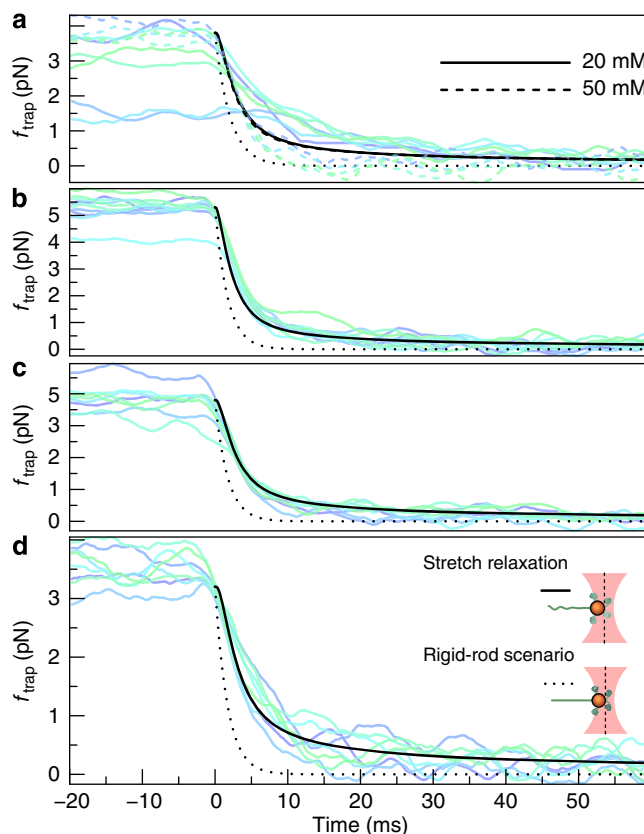 a
3
2
1
0
f_trap (pN)
20 mM
50 mM
b
5
4
3
2
1
0
f_trap (pN)
c
5
3
2
1
0
f_trap (pN)
d
3
2
1
0
f_trap (pN)
Stretch relaxation
Rigid-rod scenario
−20 −10 0 10 20 30 40 50
Time (ms)